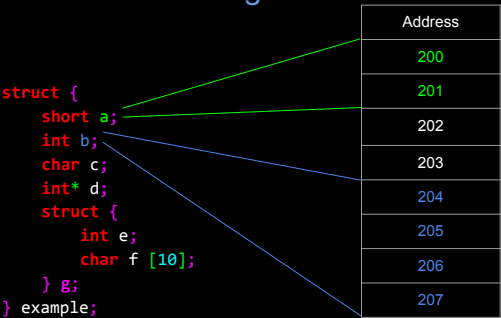 g
struct {
    short a;
    int b;
    char c;
    int* d;
    struct {
        int e;
        char f [10];
    } g;
} example;
Address
200
201
202
203
204
205
206
207